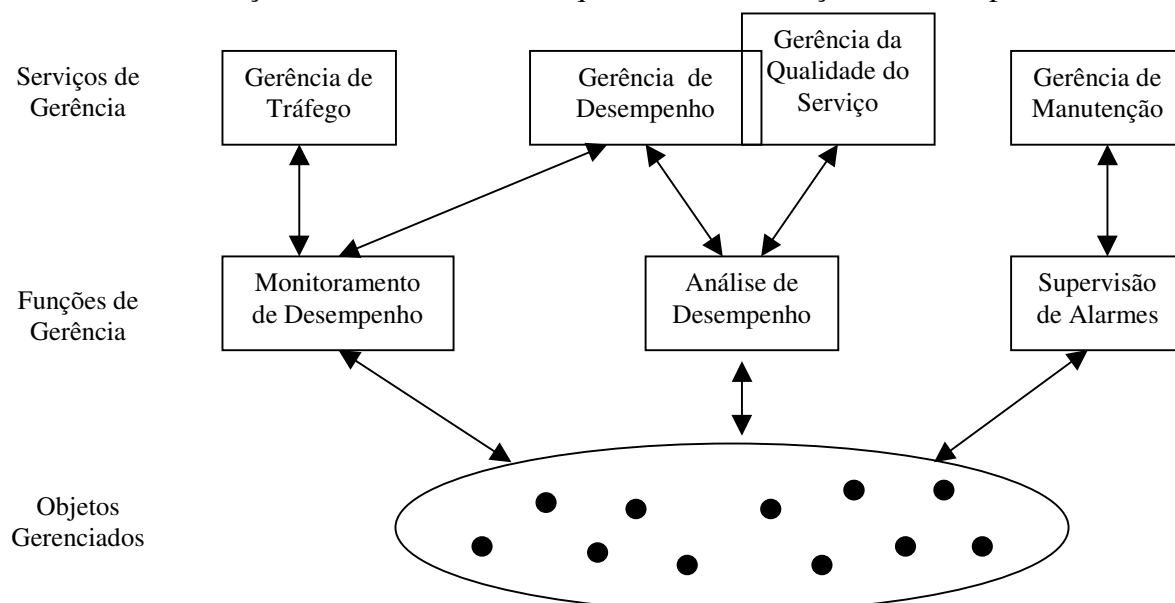 Serviços de
Gerência
Gerência de
Tráfego
Gerência de
Desempenho
Gerência da
Qualidade do
Serviço
Gerência de
Manutenção
Funções de
Gerência
Monitoramento
de Desempenho
Análise de
Desempenho
Supervisão
de Alarmes
Objetos
Gerenciados